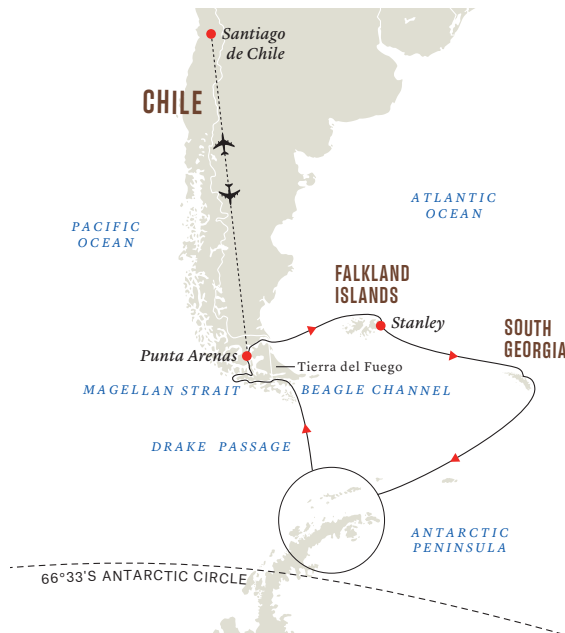 Santiago
de Chile
CHILE
ATLANTIC
OCEAN
PACIFIC
OCEAN
FALKLAND
ISLANDS
Stanley
SOUTH
GEORGIA
Punta Arenas
Tierra del Fuego
MAGELLAN STRAIT
BEAGLE CHANNEL
DRAKE PASSAGE
ANTARCTIC
PENINSULA
66°33'S ANTARCTIC CIRCLE